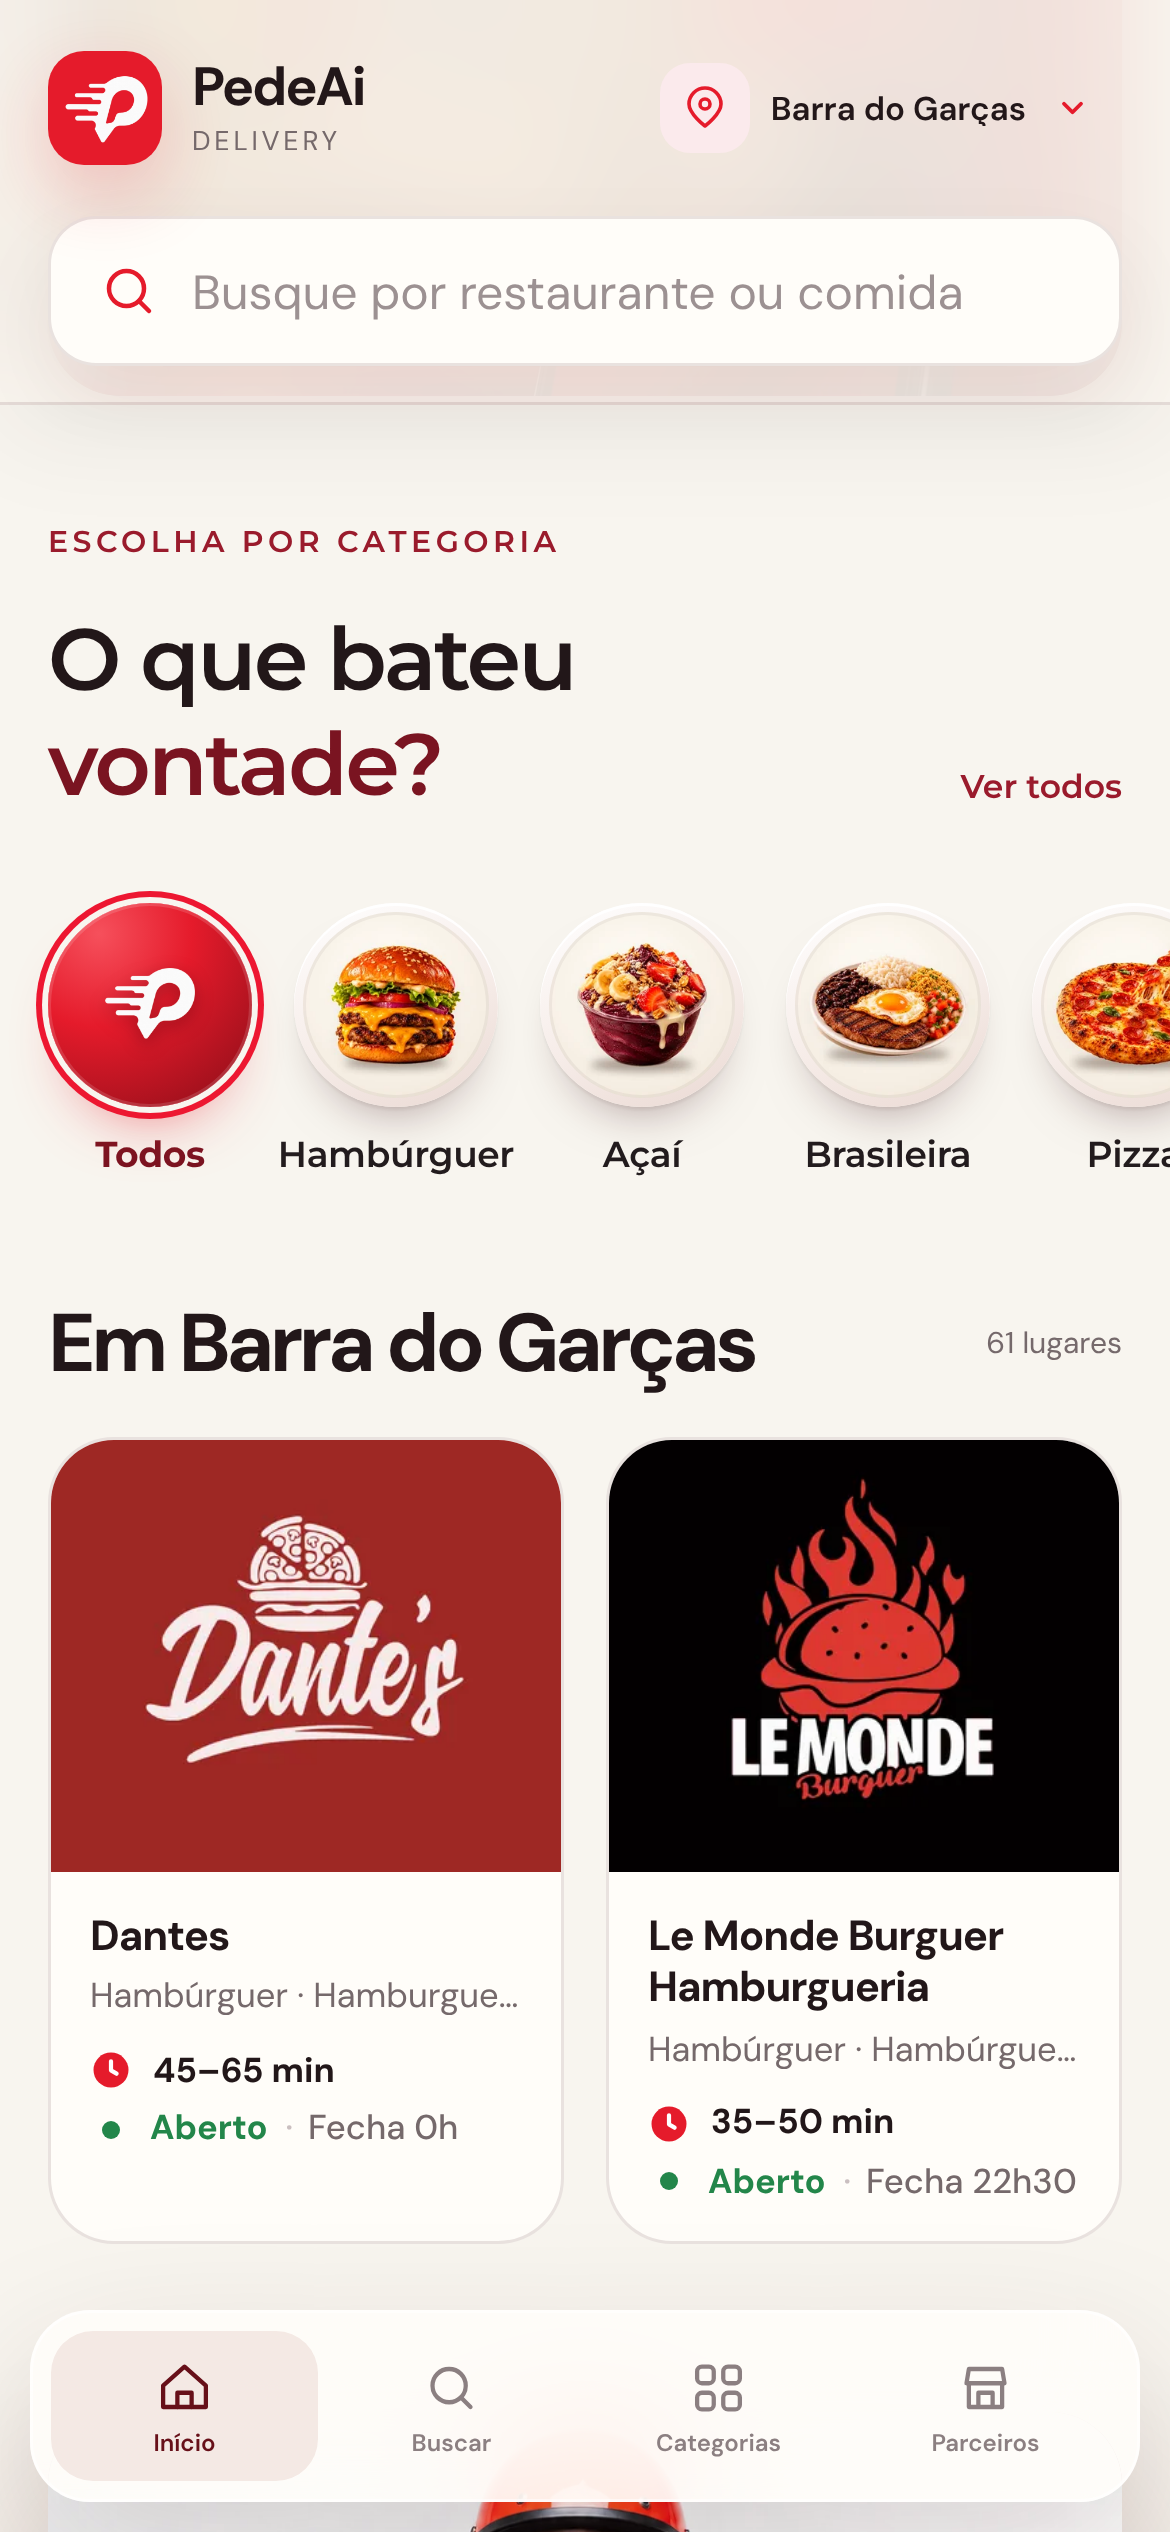 PedeAi
DELIVERY
Barra do Garças
Busque por restaurante ou comida
ESCOLHA POR CATEGORIA
O que bateu
vontade?
Ver todos
Todos
Hambúrguer
Açaí
Brasileira
Pizza
Em Barra do Garças
61 lugares
Dante's
LE MONDE
Burguer
Dantes
Hambúrguer · Hamburgue...
45–65 min
Aberto · Fecha 0h
Le Monde Burguer
Hamburgueria
Hambúrguer · Hambúrgue...
35–50 min
Aberto · Fecha 22h30
Início
Buscar
Categorias
Parceiros